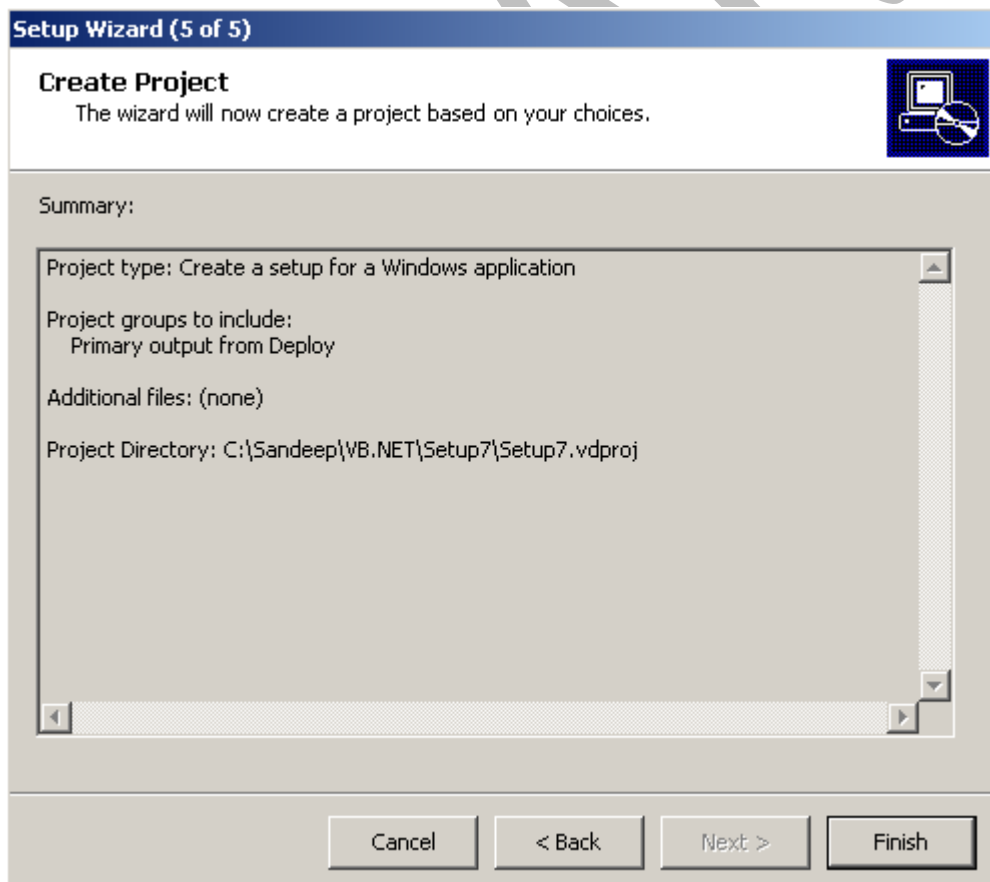 Setup Wizard (5 of 5)
Create Project
The wizard will now create a project based on your choices.
Summary:
Project type: Create a setup for a Windows application
Project groups to include:
Primary output from Deploy
Additional files: (none)
Project Directory: C:\Sandeep\VB.NET\Setup7\Setup7.vdproj
Cancel
< Back
Next >
Finish